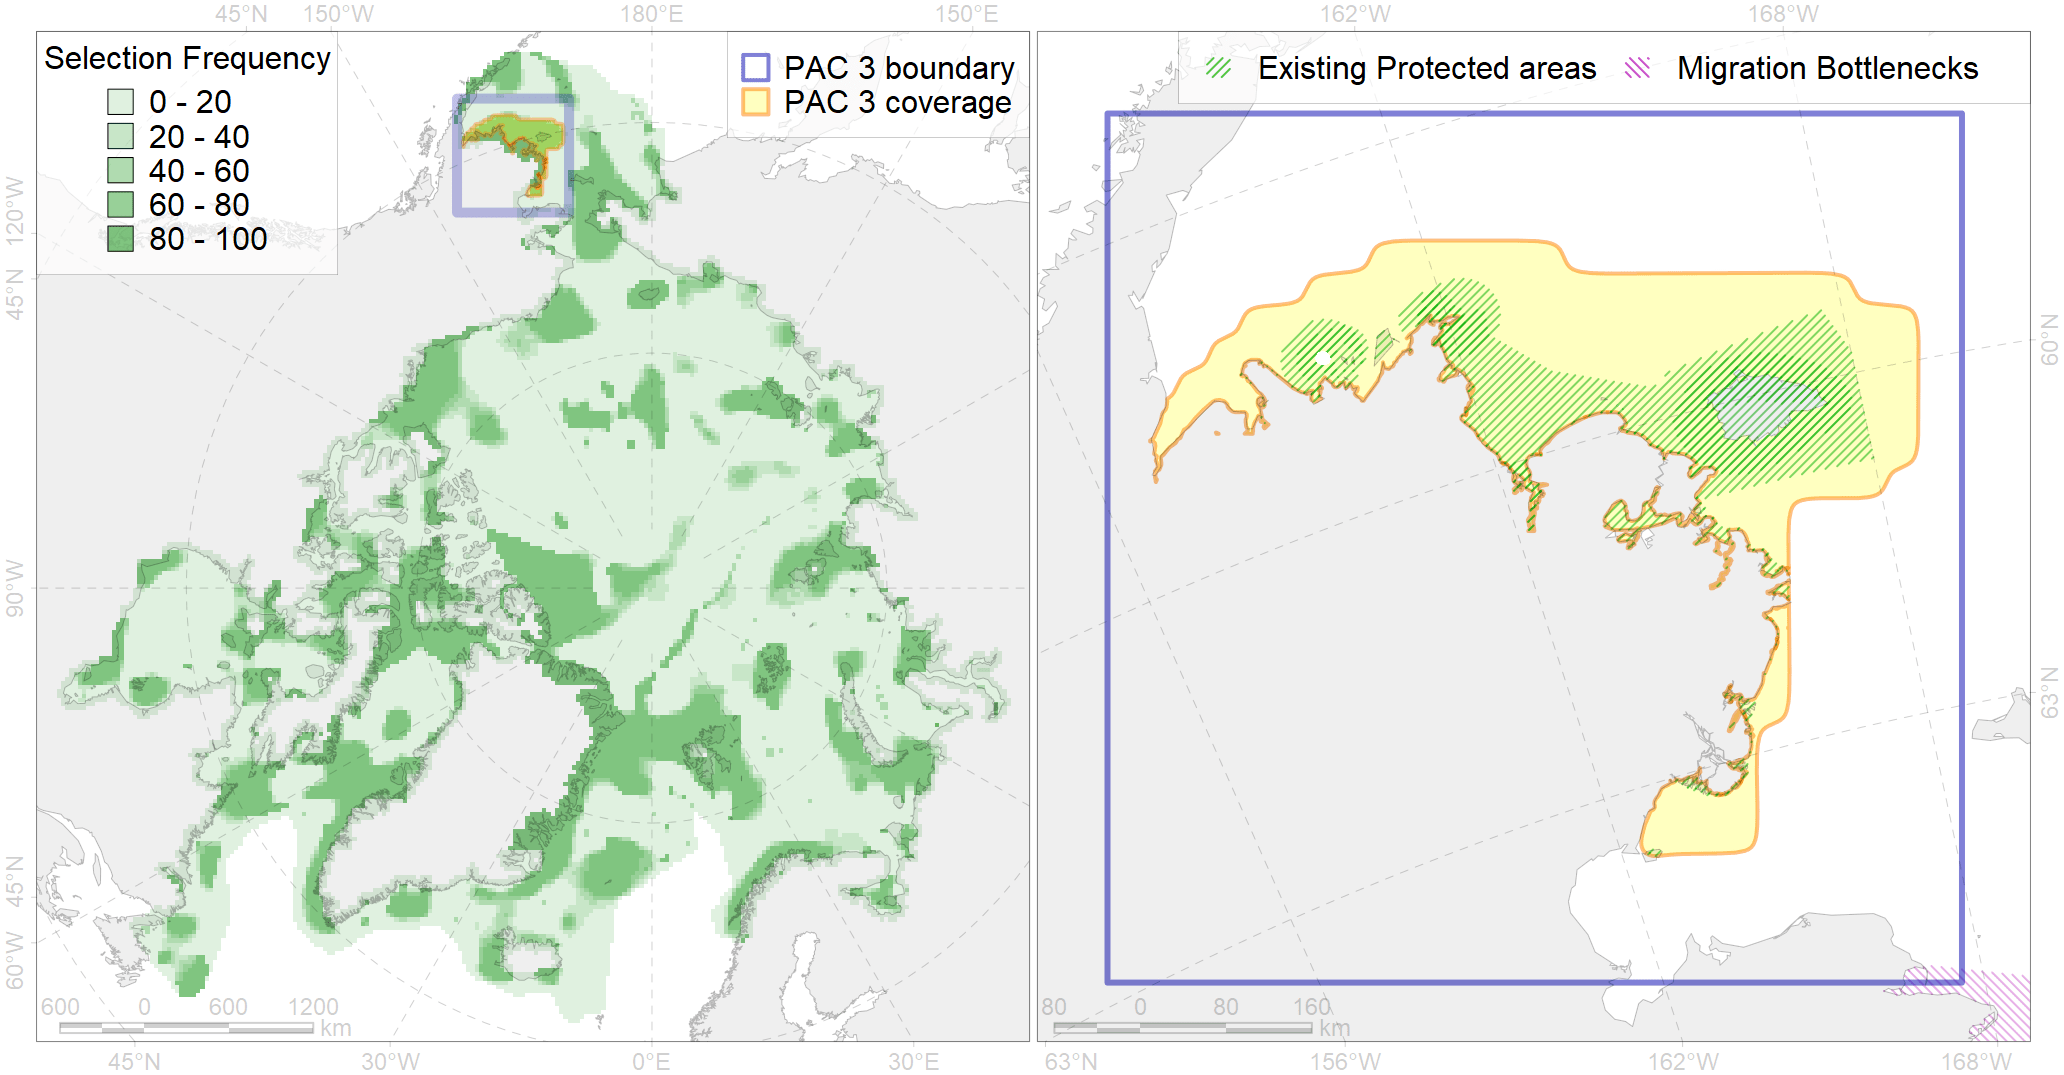 45°N 150°W 180°E 150°E 162°W 168°W
Selection Frequency
0 - 20
20 - 40
40 - 60
60 - 80
80 - 100
PAC 3 boundary
PAC 3 coverage
Existing Protected areas
Migration Bottlenecks
120°W
45°N
90°W
45°N
60°W
60°N
63°N
600 0 600 1200
km
80 0 80 160
km
45°N 30°W 0°E 30°E 63°N 156°W 162°W 168°W